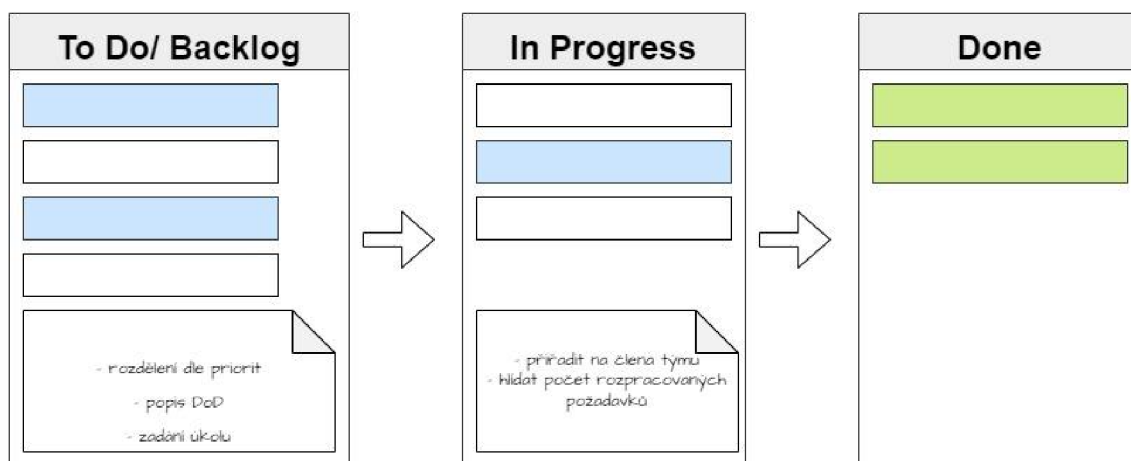 To Do/ Backlog
- rozdělení dle priorit
- popis DoD
- zadání úkolu
In Progress
- přiřadit na člena týmu
- hlídat počet rozpracovaných
požadavků
Done